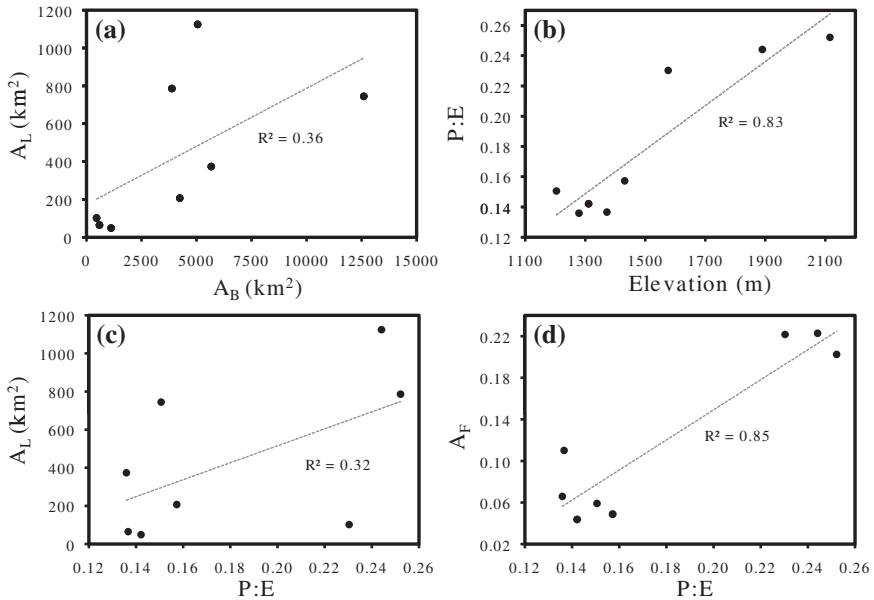 (a)
1200
1000
800
600
400
200
0
A_L (km²)
R² = 0.36
0 2500 5000 7500 10000 12500 15000
A_B (km²)
(b)
0.26
0.24
0.22
0.20
0.18
0.16
0.14
0.12
P:E
R² = 0.83
1100 1300 1500 1700 1900 2100
Elevation (m)
(c)
1200
1000
800
600
400
200
0
A_L (km²)
R² = 0.32
0.12 0.14 0.16 0.18 0.20 0.22 0.24 0.26
P:E
(d)
0.22
0.18
0.14
0.10
0.06
0.02
A_F
R² = 0.85
0.12 0.14 0.16 0.18 0.20 0.22 0.24 0.26
P:E